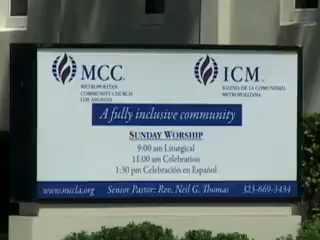 MCC.
METROPOLITAN
COMMUNITY CHURCH
LOS ANGELES
ICM.
IGLESIA DE LA COMUNIDAD
METROPOLITANA
A fully inclusive community
SUNDAY WORSHIP
9:00 am Liturgical
11:00 am Celebration
1:30 pm Celebración en Español
www.mccla.org Senior Pastor: Rev. Neil G. Thomas 323-669-3434